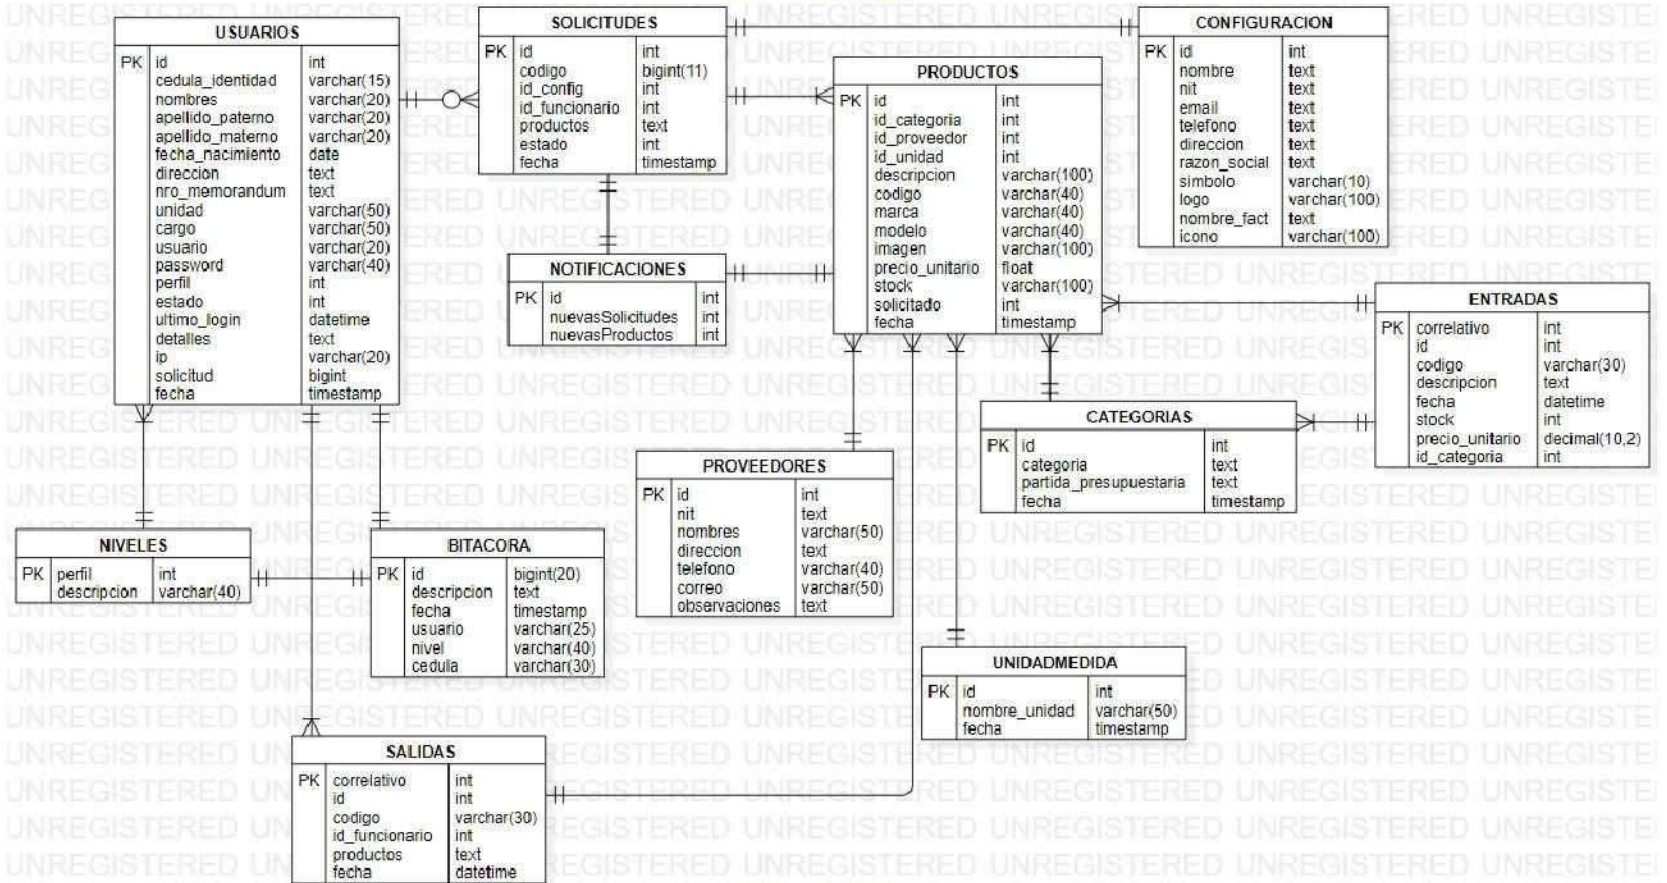 USUARIOS
PK id int
cedula_identidad varchar(15)
nombres varchar(20)
apellido_paterno varchar(20)
apellido_materno varchar(20)
fecha_nacimiento date
direccion text
nro_memorandum text
unidad varchar(50)
cargo varchar(50)
usuario varchar(20)
password varchar(40)
perfil int
estado int
ultimo_login datetime
detalles text
ip varchar(20)
solicitud bigint
fecha timestamp
SOLICITUDES
PK id int
codigo bigint(11)
id_config int
id_funcionario int
productos text
estado int
fecha timestamp
CONFIGURACION
PK id int
nombre text
nit text
email text
telefono text
direccion text
razon_social text
simbolo varchar(10)
logo varchar(100)
nombre_fact text
icono varchar(100)
PRODUCTOS
PK id int
id_categoria int
id_proveedor int
id_unidad int
descripcion varchar(100)
codigo varchar(40)
marca varchar(40)
modelo varchar(40)
imagen varchar(100)
precio_unitario float
stock varchar(100)
solicitado int
fecha timestamp
NOTIFICACIONES
PK id int
nuevasSolicitudes int
nuevasProductos int
ENTRADAS
PK correlativo int
id int
codigo varchar(30)
descripcion text
fecha datetime
stock int
precio_unitario decimal(10,2)
id_categoria int
CATEGORIAS
PK id int
categoria text
partida_presupuestaria text
fecha timestamp
PROVEEDORES
PK id int
nit text
nombres varchar(50)
direccion text
telefono varchar(40)
correo varchar(50)
observaciones text
NIVELES
PK perfil int
descripcion varchar(40)
BITACORA
PK id bigint(20)
descripcion text
fecha timestamp
usuario varchar(25)
nivel varchar(40)
cedula varchar(30)
UNIDADMEDIDA
PK id int
nombre_unidad varchar(50)
fecha timestamp
SALIDAS
PK correlativo int
id int
codigo varchar(30)
id_funcionario int
productos text
fecha datetime
UNREGISTERED